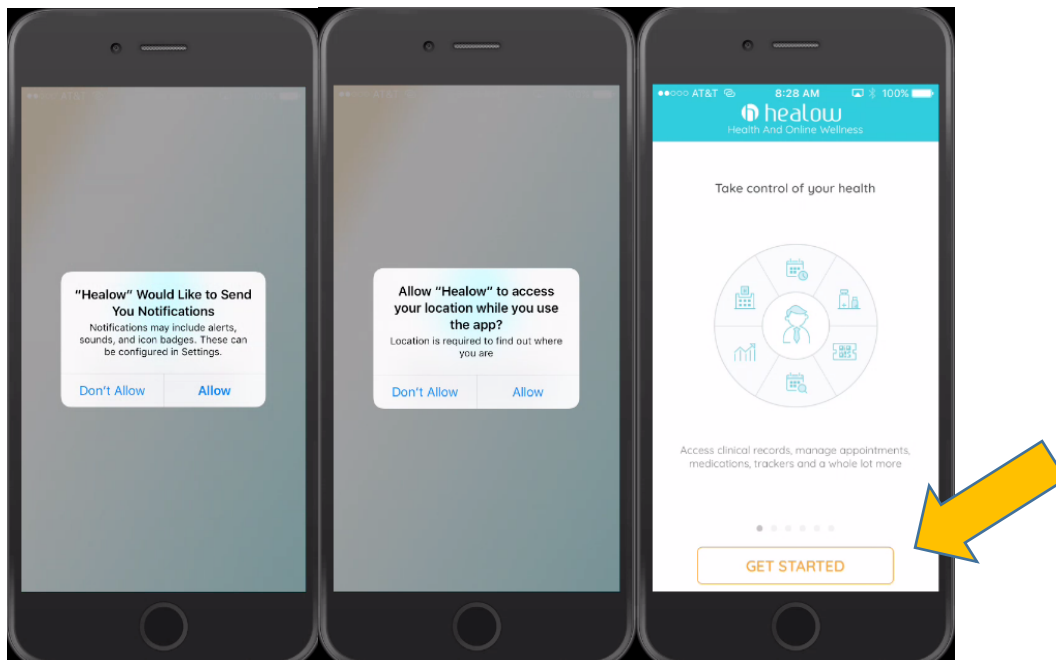 AT&T
"Healow" Would Like to Send
You Notifications
Notifications may include alerts,
sounds, and icon badges. These can
be configured in Settings.
Don't Allow
Allow
AT&T
Allow "Healow" to access
your location while you use
the app?
Location is required to find out where
you are
Don't Allow
Allow
AT&T 8:28 AM 100%
healow
Health And Online Wellness
Take control of your health
Access clinical records, manage appointments,
medications, trackers and a whole lot more
GET STARTED